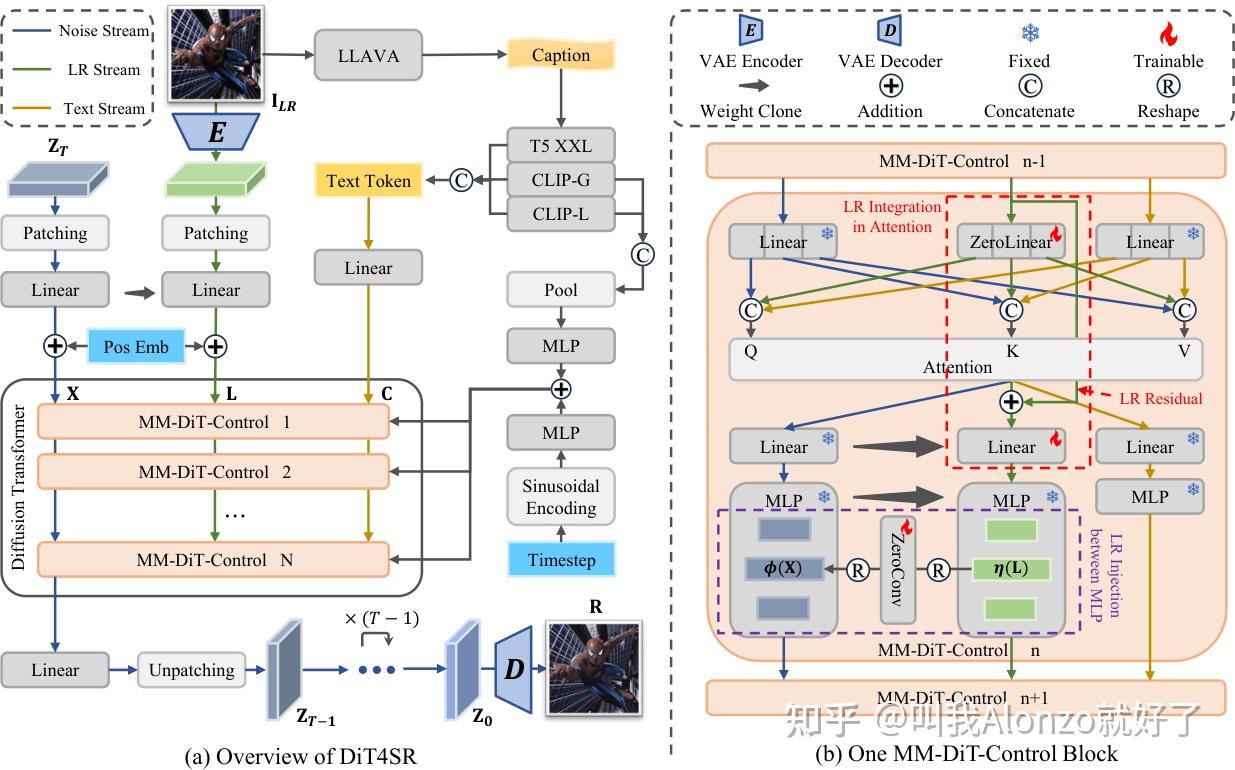 Noise Stream
LR Stream
Text Stream
I_LR
LLAVA
Caption
E
Z_T
T5 XXL
CLIP-G
CLIP-L
C
Text Token
C
Patching
Patching
Linear
Linear
Linear
Pool
MLP
Pos Emb
X
L
C
MLP
Sinusoidal
Encoding
Timestep
Diffusion Transformer
MM-DiT-Control 1
MM-DiT-Control 2
...
MM-DiT-Control N
× (T − 1)
R
Linear
Unpatching
D
Z_{T−1}
Z_0
(a) Overview of DiT4SR
E
D
VAE Encoder
VAE Decoder
Fixed
Trainable
C
R
Weight Clone
Addition
Concatenate
Reshape
MM-DiT-Control n-1
LR Integration
in Attention
Linear
ZeroLinear
Linear
C
C
C
Q
K
V
Attention
LR Residual
Linear
Linear
Linear
MLP
MLP
MLP
ϕ(X)
R
ZeroConv
R
η(L)
LR Injection
between MLP
MM-DiT-Control n
MM-DiT-Control n+1
知乎 @叫我Alonzo就好了
(b) One MM-DiT-Control Block